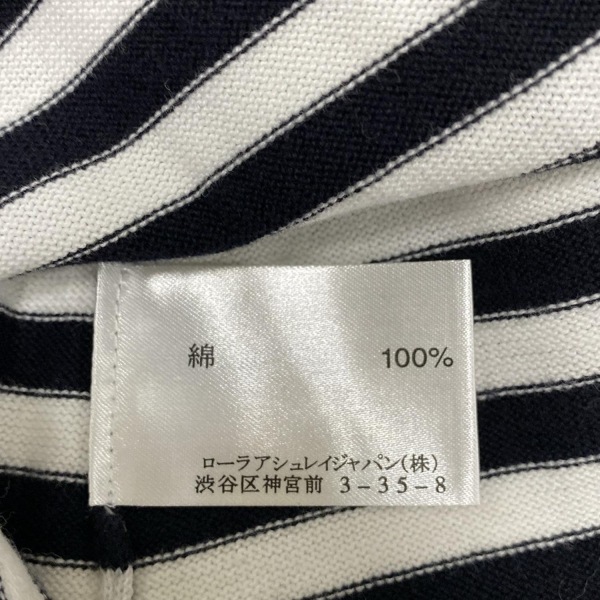 綿 100%
ローラアシュレイジャパン(株)
渋谷区神宮前 3-35-8